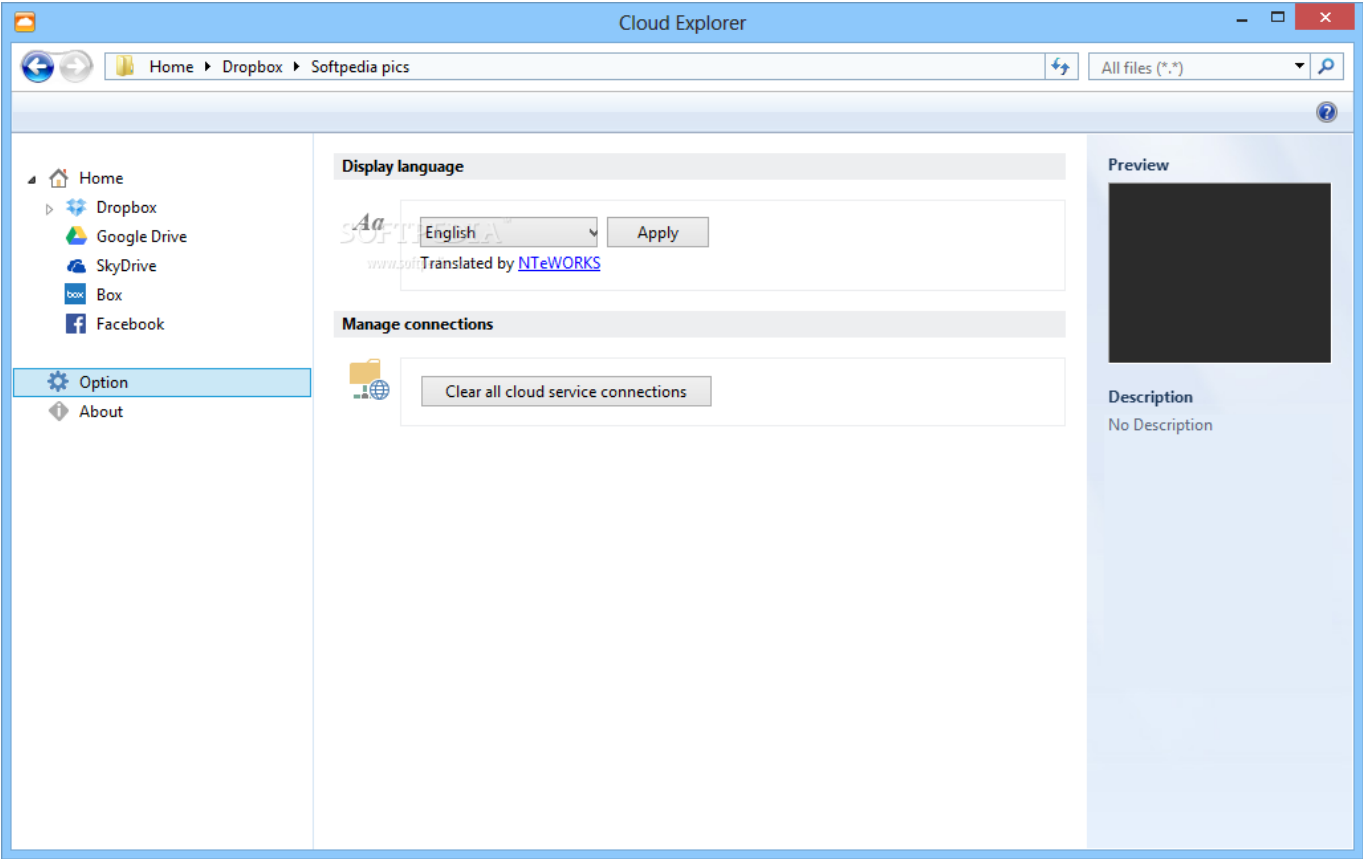 Cloud Explorer
Home Dropbox Softpedia pics
All files (*.*)
Home
Dropbox
Google Drive
SkyDrive
box Box
Facebook
Option
About
Display language
Aa
SOFTPEDIA
English
Apply
Translated by NTeWORKS
Manage connections
Clear all cloud service connections
Preview
Description
No Description